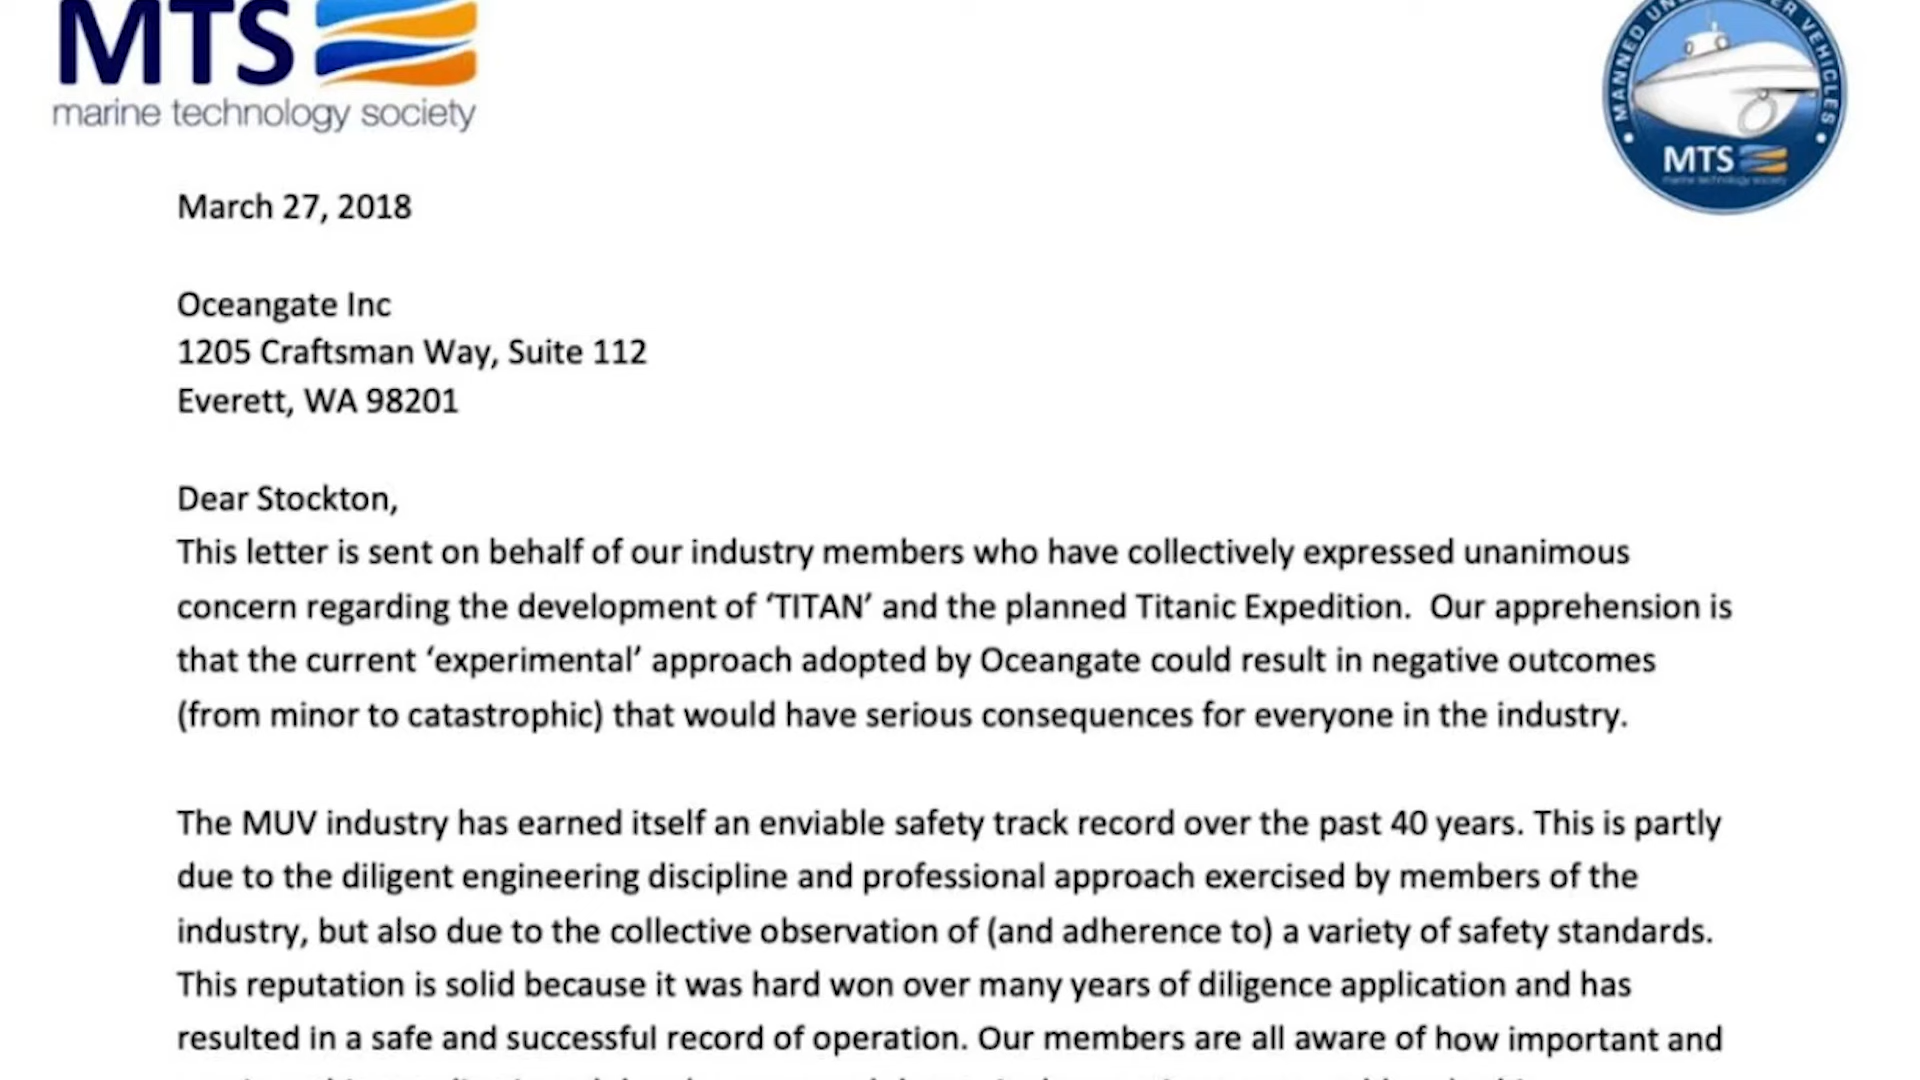 MTS
marine technology society
MANNED UNDERWATER VEHICLES
MTS
marine technology society
March 27, 2018
Oceangate Inc
1205 Craftsman Way, Suite 112
Everett, WA 98201
Dear Stockton,
This letter is sent on behalf of our industry members who have collectively expressed unanimous
concern regarding the development of ‘TITAN’ and the planned Titanic Expedition.  Our apprehension is
that the current ‘experimental’ approach adopted by Oceangate could result in negative outcomes
(from minor to catastrophic) that would have serious consequences for everyone in the industry.
The MUV industry has earned itself an enviable safety track record over the past 40 years. This is partly
due to the diligent engineering discipline and professional approach exercised by members of the
industry, but also due to the collective observation of (and adherence to) a variety of safety standards.
This reputation is solid because it was hard won over many years of diligence application and has
resulted in a safe and successful record of operation. Our members are all aware of how important and